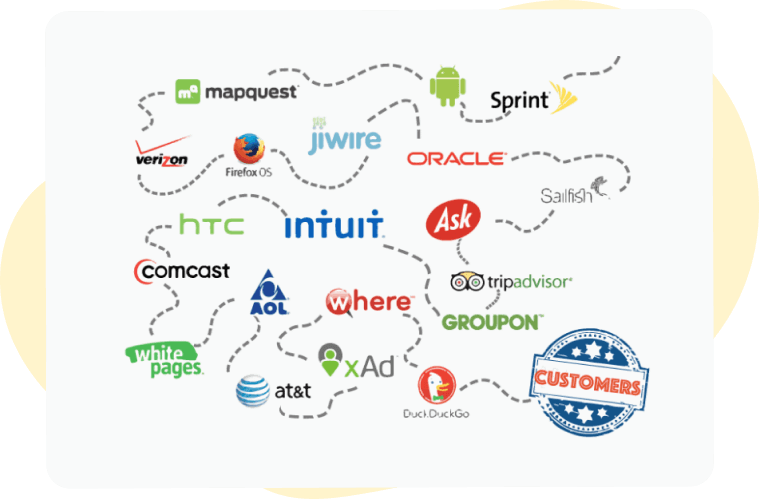 mapquest
Sprint
verizon
Firefox OS
jiwire
ORACLE
Sailfish
hTC
intuit
Ask
comcast
AOL
where
tripadvisor
GROUPON
white
pages
xAd
at&t
DuckDuckGo
CUSTOMERS